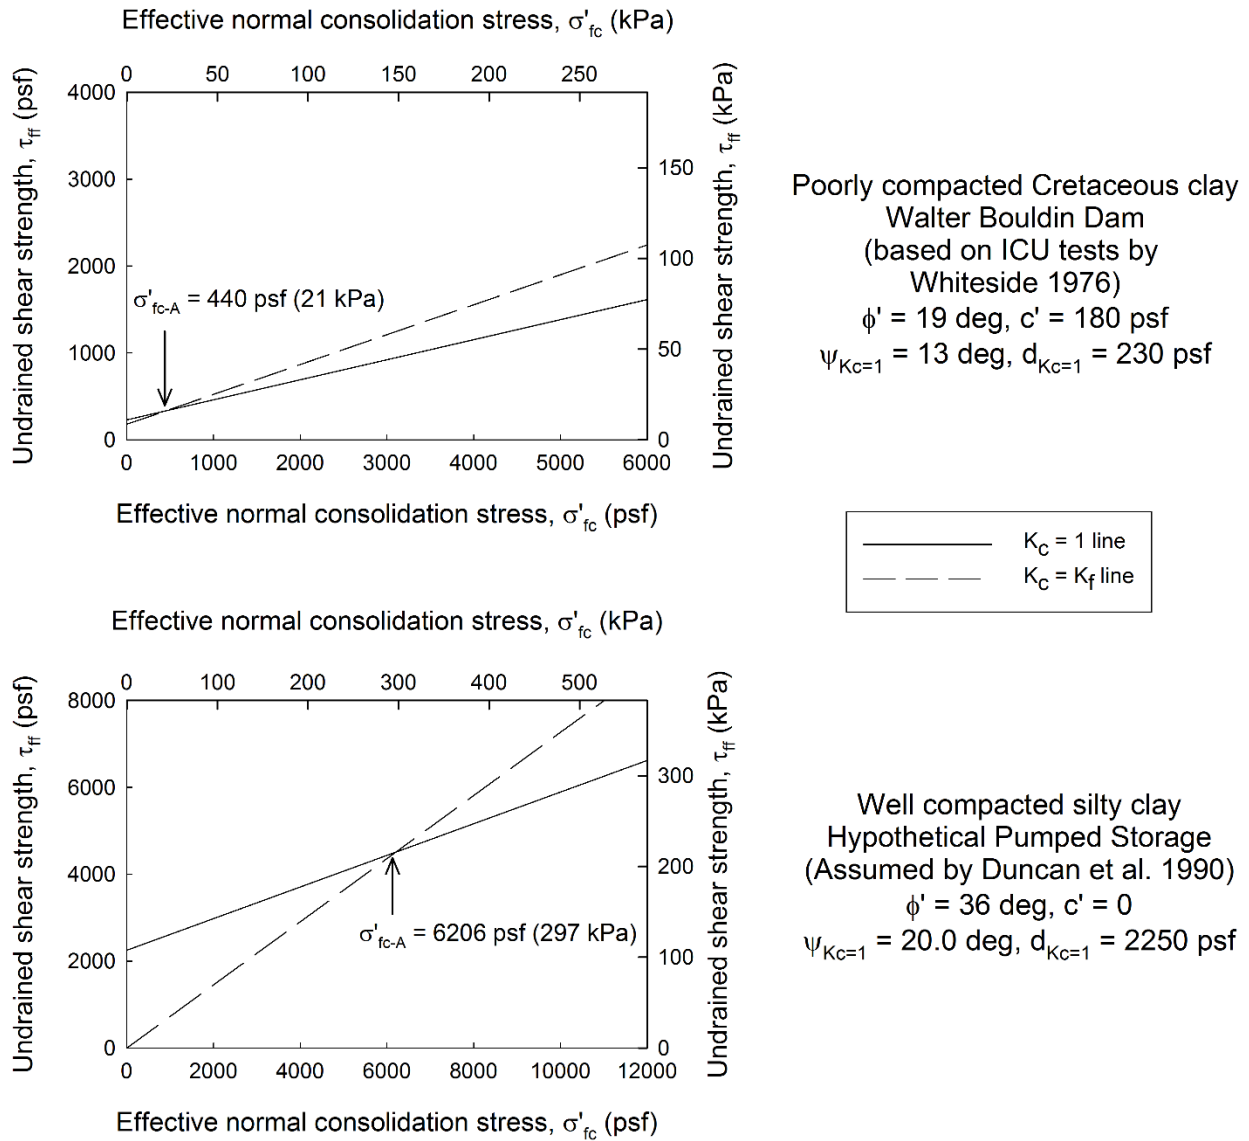 Effective normal consolidation stress, σ'fc (kPa)
0 50 100 150 200 250
4000
3000
2000
1000
0
Undrained shear strength, τff (psf)
150
100
50
0
Undrained shear strength, τff (kPa)
σ'fc-A = 440 psf (21 kPa)
0 1000 2000 3000 4000 5000 6000
Effective normal consolidation stress, σ'fc (psf)
Poorly compacted Cretaceous clay
Walter Bouldin Dam
(based on ICU tests by
Whiteside 1976)
ϕ' = 19 deg, c' = 180 psf
ψKc=1 = 13 deg, dKc=1 = 230 psf
Kc = 1 line
Kc = Kf line
Effective normal consolidation stress, σ'fc (kPa)
0 100 200 300 400 500
8000
6000
4000
2000
0
Undrained shear strength, τff (psf)
300
200
100
0
Undrained shear strength, τff (kPa)
σ'fc-A = 6206 psf (297 kPa)
0 2000 4000 6000 8000 10000 12000
Effective normal consolidation stress, σ'fc (psf)
Well compacted silty clay
Hypothetical Pumped Storage
(Assumed by Duncan et al. 1990)
ϕ' = 36 deg, c' = 0
ψKc=1 = 20.0 deg, dKc=1 = 2250 psf